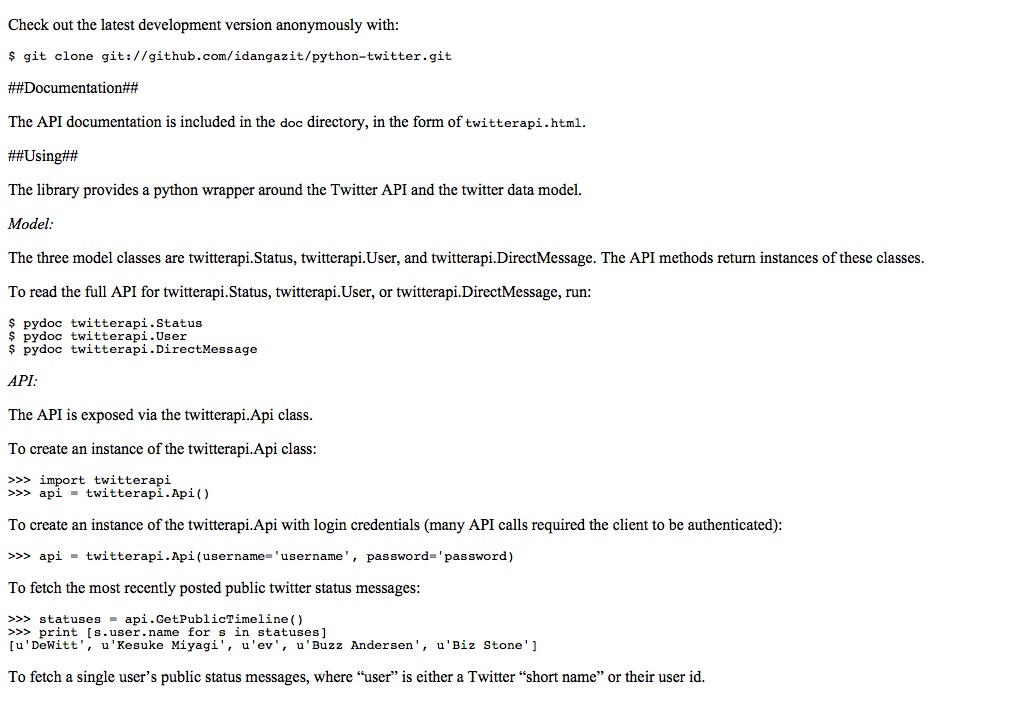 Check out the latest development version anonymously with:
$ git clone git://github.com/idangazit/python-twitter.git
##Documentation##
The API documentation is included in the doc directory, in the form of twitterapi.html.
##Using##
The library provides a python wrapper around the Twitter API and the twitter data model.
Model:
The three model classes are twitterapi.Status, twitterapi.User, and twitterapi.DirectMessage. The API methods return instances of these classes.
To read the full API for twitterapi.Status, twitterapi.User, or twitterapi.DirectMessage, run:
$ pydoc twitterapi.Status
$ pydoc twitterapi.User
$ pydoc twitterapi.DirectMessage
API:
The API is exposed via the twitterapi.Api class.
To create an instance of the twitterapi.Api class:
>>> import twitterapi
>>> api = twitterapi.Api()
To create an instance of the twitterapi.Api with login credentials (many API calls required the client to be authenticated):
>>> api = twitterapi.Api(username='username', password='password)
To fetch the most recently posted public twitter status messages:
>>> statuses = api.GetPublicTimeline()
>>> print [s.user.name for s in statuses]
[u'DeWitt', u'Kesuke Miyagi', u'ev', u'Buzz Andersen', u'Biz Stone']
To fetch a single user’s public status messages, where “user” is either a Twitter “short name” or their user id.